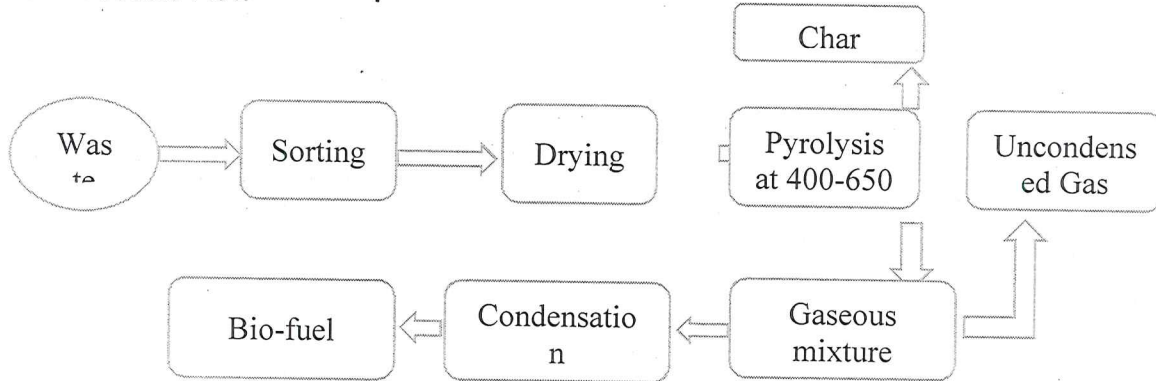 Char
Was
te
Sorting
Drying
Pyrolysis
at 400-650
Uncondens
ed Gas
Bio-fuel
Condensatio
n
Gaseous
mixture